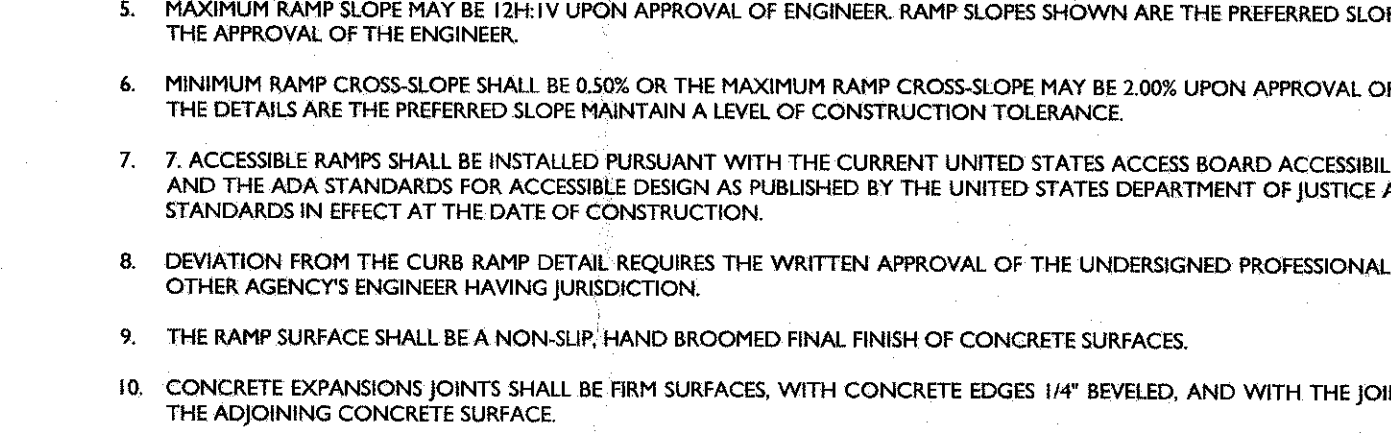 5. MAXIMUM RAMP SLOPE MAY BE 12H:1V UPON APPROVAL OF ENGINEER. RAMP SLOPES SHOWN ARE THE PREFERRED
THE APPROVAL OF THE ENGINEER.
6. MINIMUM RAMP CROSS-SLOPE SHALL BE 0.50% OR THE MAXIMUM RAMP CROSS-SLOPE MAY BE 2.00% UPON APPROVAL
THE DETAILS ARE THE PREFERRED SLOPE MAINTAIN A LEVEL OF CONSTRUCTION TOLERANCE.
7. 7. ACCESSIBLE RAMPS SHALL BE INSTALLED PURSUANT WITH THE CURRENT UNITED STATES ACCESS BOARD
AND THE ADA STANDARDS FOR ACCESSIBLE DESIGN AS PUBLISHED BY THE UNITED STATES DEPARTMENT OF JUSTICE
STANDARDS IN EFFECT AT THE DATE OF CONSTRUCTION.
8. DEVIATION FROM THE CURB RAMP DETAIL REQUIRES THE WRITTEN APPROVAL OF THE UNDERSIGNED PROFESSIONAL
OTHER AGENCY'S ENGINEER HAVING JURISDICTION.
9. THE RAMP SURFACE SHALL BE A NON-SLIP, HAND BROOMED FINAL FINISH OF CONCRETE SURFACES.
10. CONCRETE EXPANSIONS JOINTS SHALL BE FIRM SURFACES, WITH CONCRETE EDGES 1/4" BEVELED, AND WITH THE
THE ADJOINING CONCRETE SURFACE.